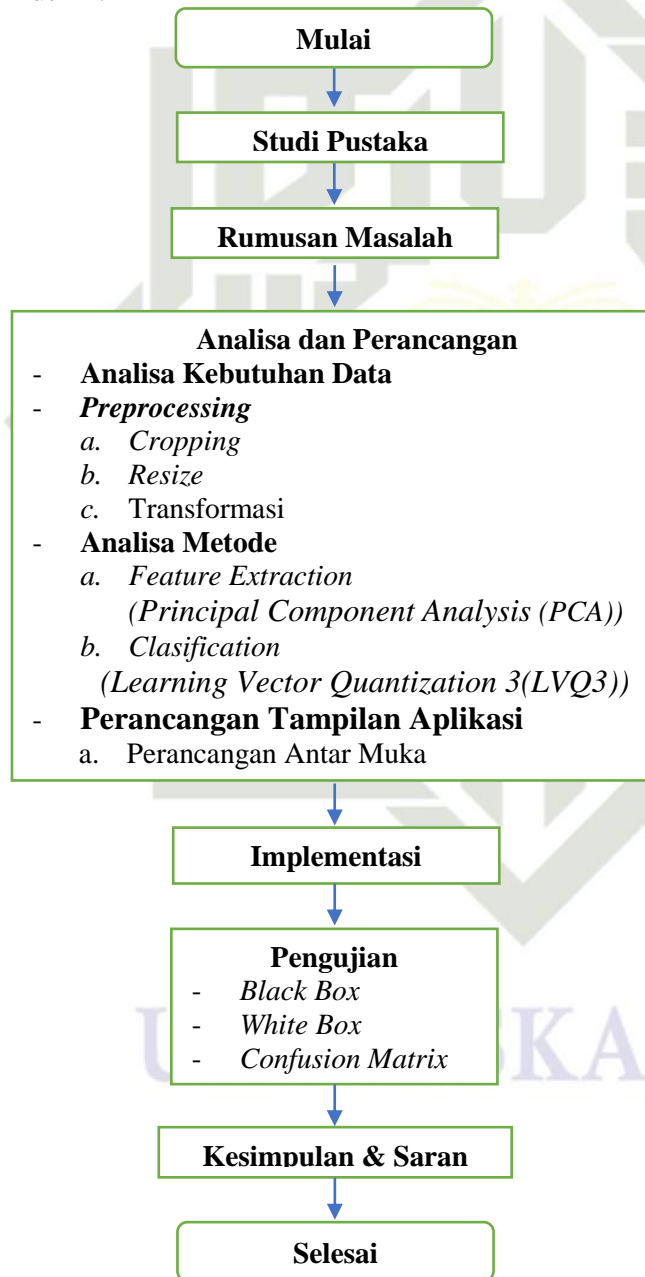 Mulai
Studi Pustaka
Rumusan Masalah
Analisa dan Perancangan
- Analisa Kebutuhan Data
- Preprocessing
a. Cropping
b. Resize
c. Transformasi
- Analisa Metode
a. Feature Extraction
(Principal Component Analysis (PCA))
b. Clasification
(Learning Vector Quantization 3(LVQ3))
- Perancangan Tampilan Aplikasi
a. Perancangan Antar Muka
Implementasi
Pengujian
- Black Box
- White Box
- Confusion Matrix
Kesimpulan & Saran
Selesai